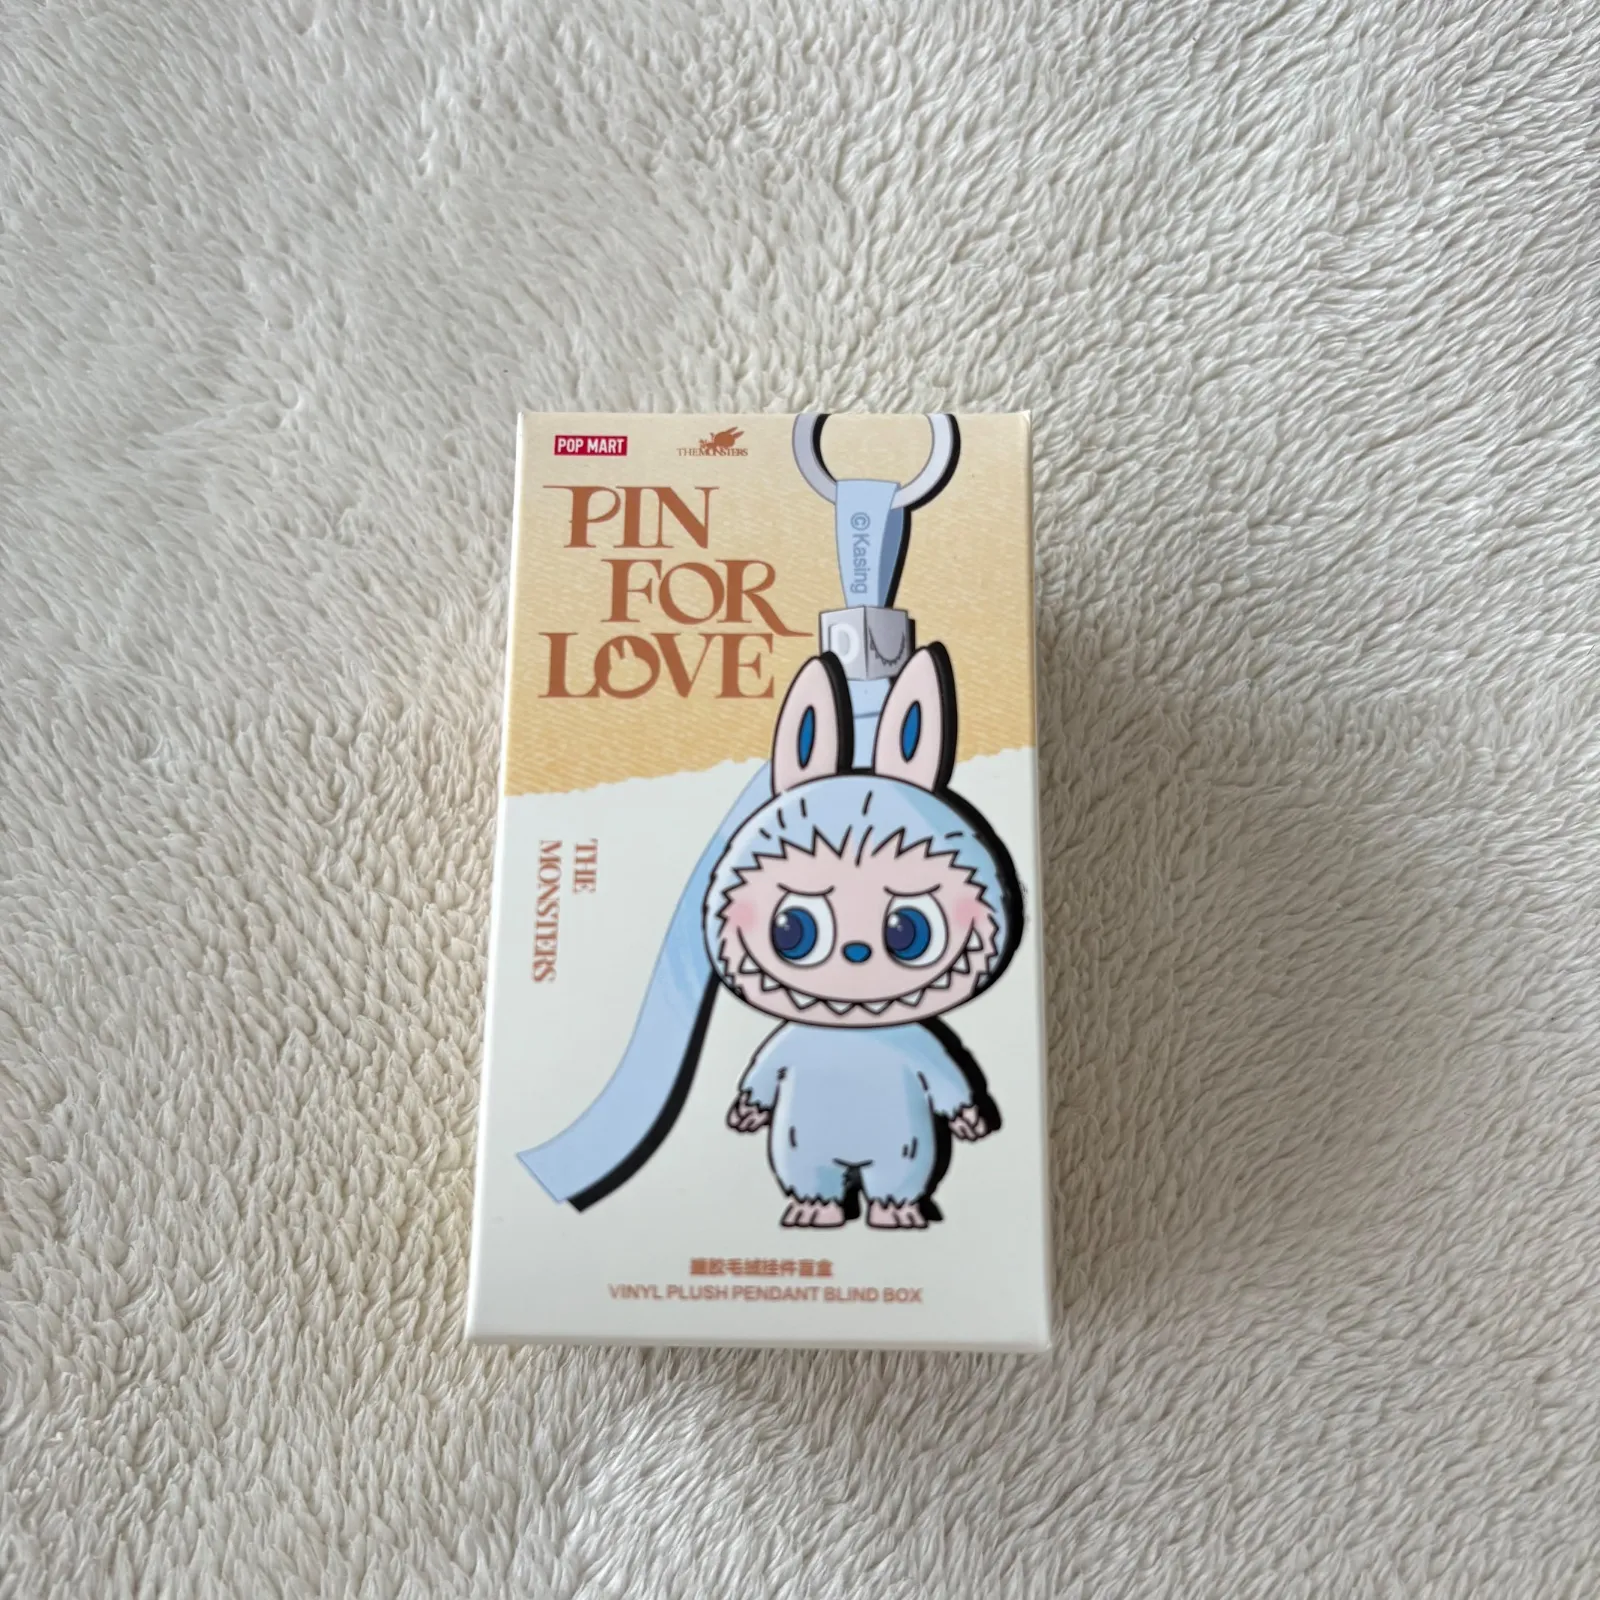 POP MART
THE MONSTERS
PIN
FOR
LOVE
©Kasing
D
THE
MONSTERS
搪胶毛绒挂件盲盒
VINYL PLUSH PENDANT BLIND BOX